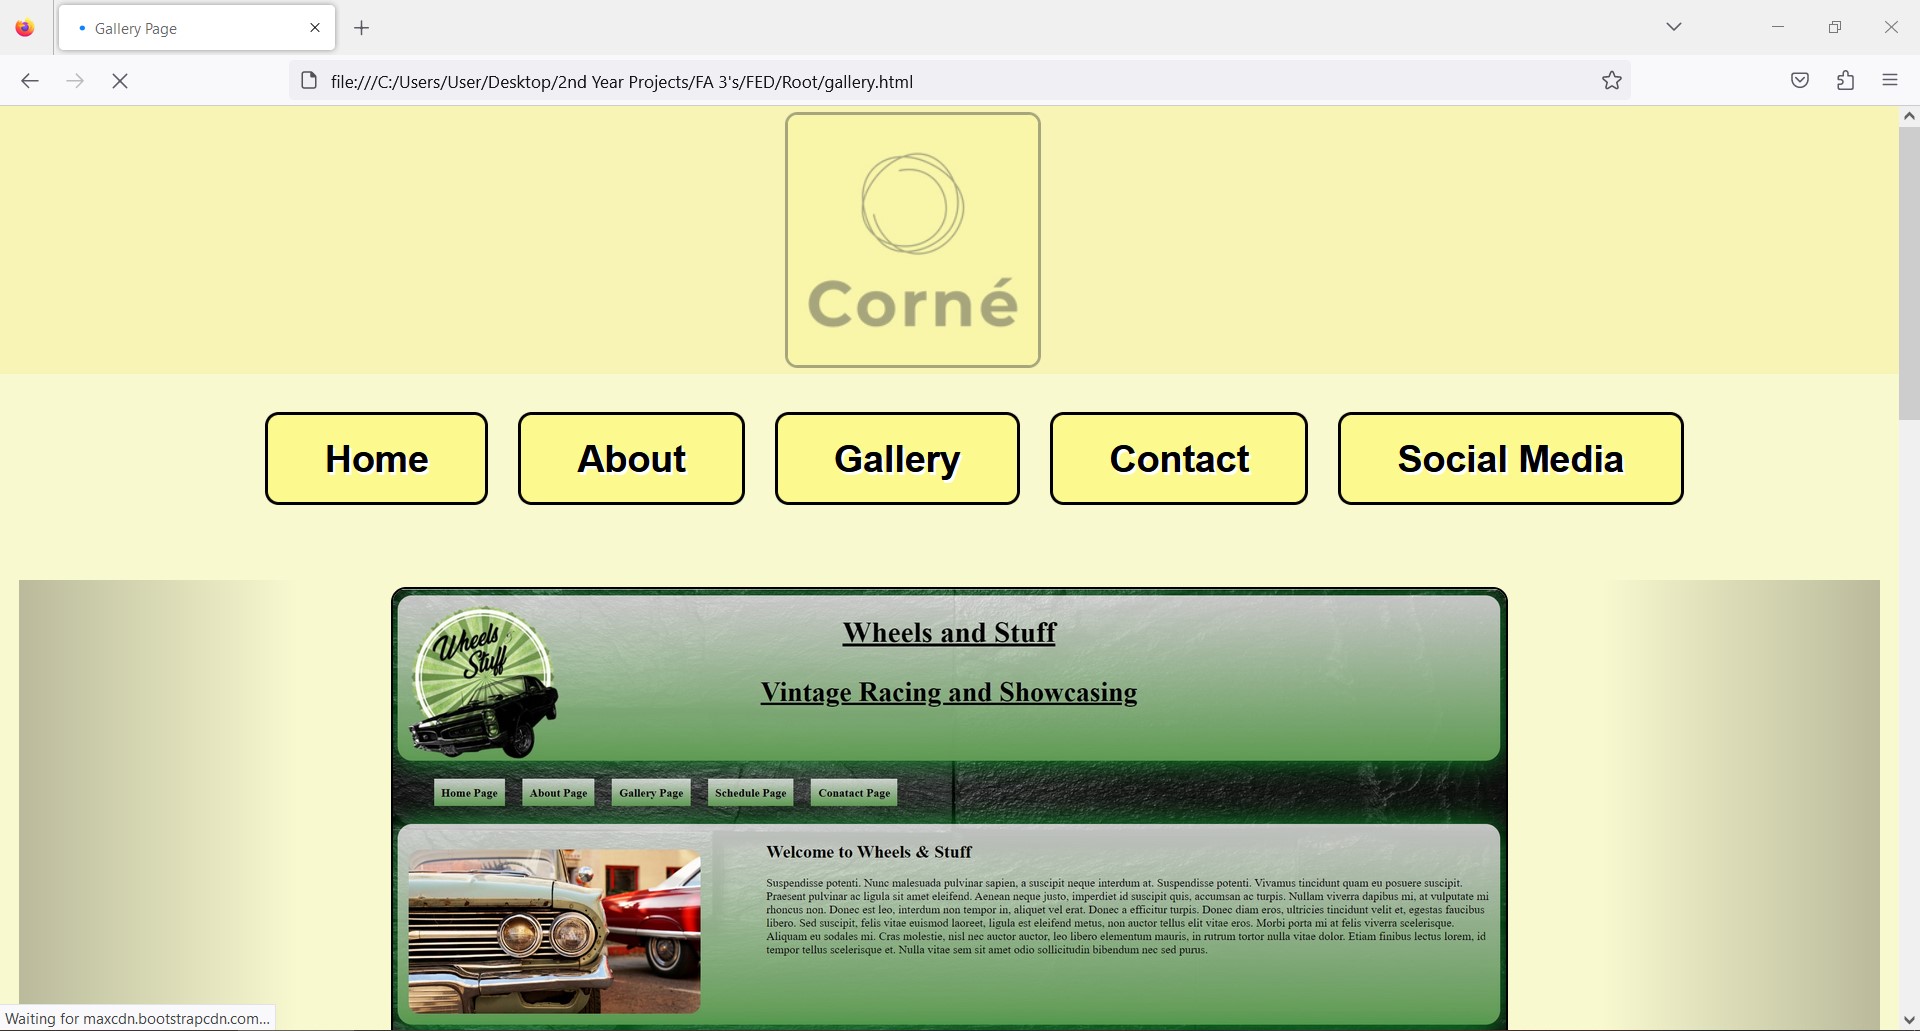 Gallery Page
file:///C:/Users/User/Desktop/2nd Year Projects/FA 3's/FED/Root/gallery.html
Corné
Home About Gallery Contact Social Media
Wheels
Stuff
Wheels and Stuff
Vintage Racing and Showcasing
Home Page About Page Gallery Page Schedule Page Conatact Page
Welcome to Wheels & Stuff
Suspendisse potenti. Nunc malesuada pulvinar sapien, a suscipit neque interdum at. Suspendisse potenti. Vivamus tincidunt quam eu posuere suscipit.
Praesent pulvinar ac ligula sit amet eleifend. Aenean neque justo, imperdiet id suscipit quis, accumsan ac turpis. Nullam viverra dapibus mi, at vulputate mi
rhoncus non. Donec est leo, interdum non tempor in, aliquet vel erat. Donec a efficitur turpis. Donec diam eros, ultricies tincidunt velit et, egestas faucibus
libero. Sed suscipit, felis vitae euismod laoreet, ligula est eleifend metus, non auctor tellus elit vitae eros. Morbi porta mi at felis viverra scelerisque.
Aliquam eu sodales mi. Cras molestie, nisl nec auctor auctor, leo libero elementum mauris, in rutrum tortor nulla vitae dolor. Etiam finibus lectus lorem, id
tempor tellus scelerisque et. Nulla vitae sem sit amet odio sollicitudin bibendum nec sed purus.
Waiting for maxcdn.bootstrapcdn.com...